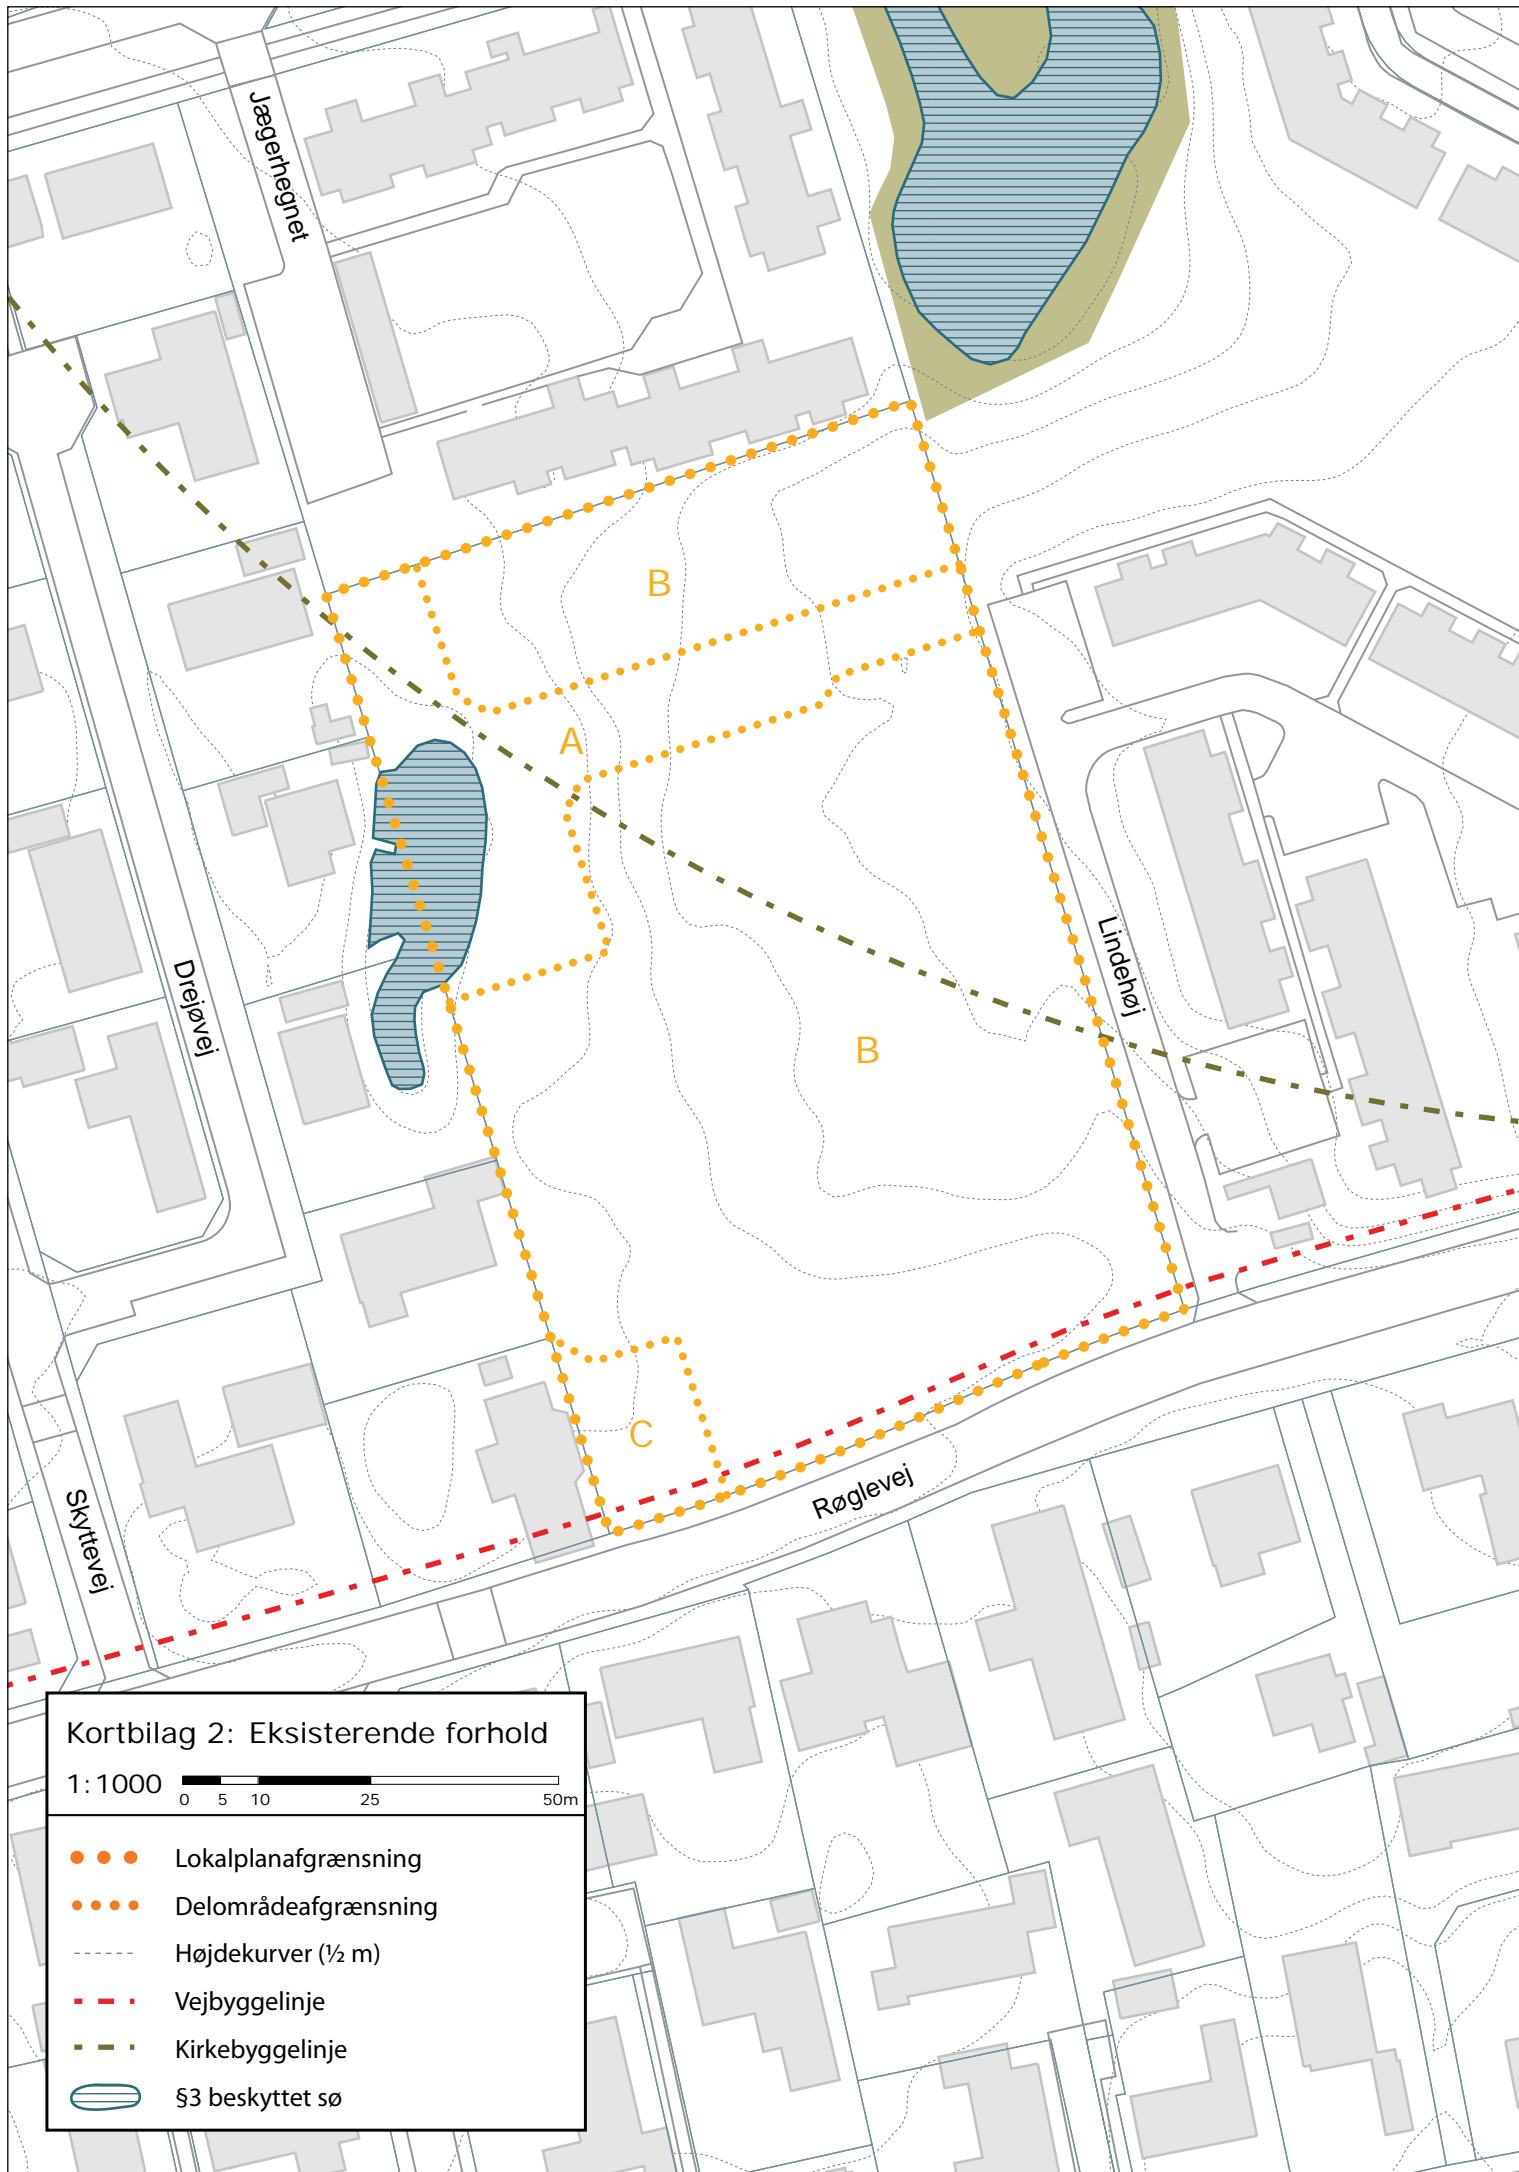 Jægerhegnet
B
A
Lindehøj
Drejøvej
B
C
Røglevej
Skyttevej
Kortbilag 2: Eksisterende forhold
1:1000
0 5 10 25 50m
Lokalplanafgrænsning
Delområdeafgrænsning
Højdekurver (½ m)
Vejbyggelinje
Kirkebyggelinje
§3 beskyttet sø